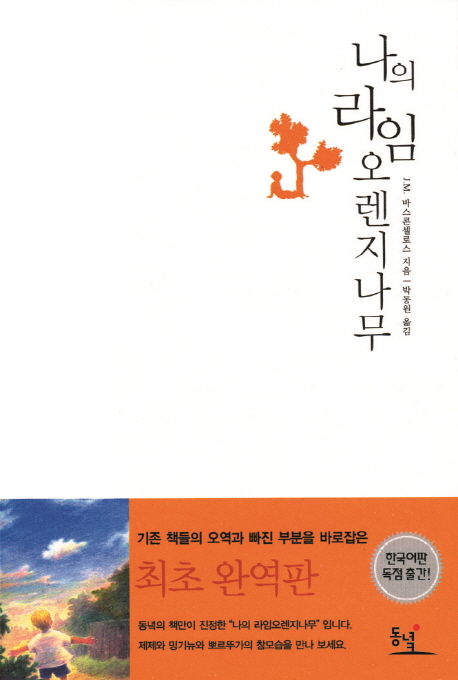 나의
라임
오렌지나무
J.M. 바스콘셀로스 지음 ㅡ 박동원 옮김
기존 책들의 오역과 빠진 부분을 바로잡은
최초 완역판
한국어판
독점 출간!
동녘의 책만이 진정한 “나의 라임오렌지나무” 입니다.
제제와 밍기뉴와 뽀르뚜가의 참모습을 만나 보세요.
동녘